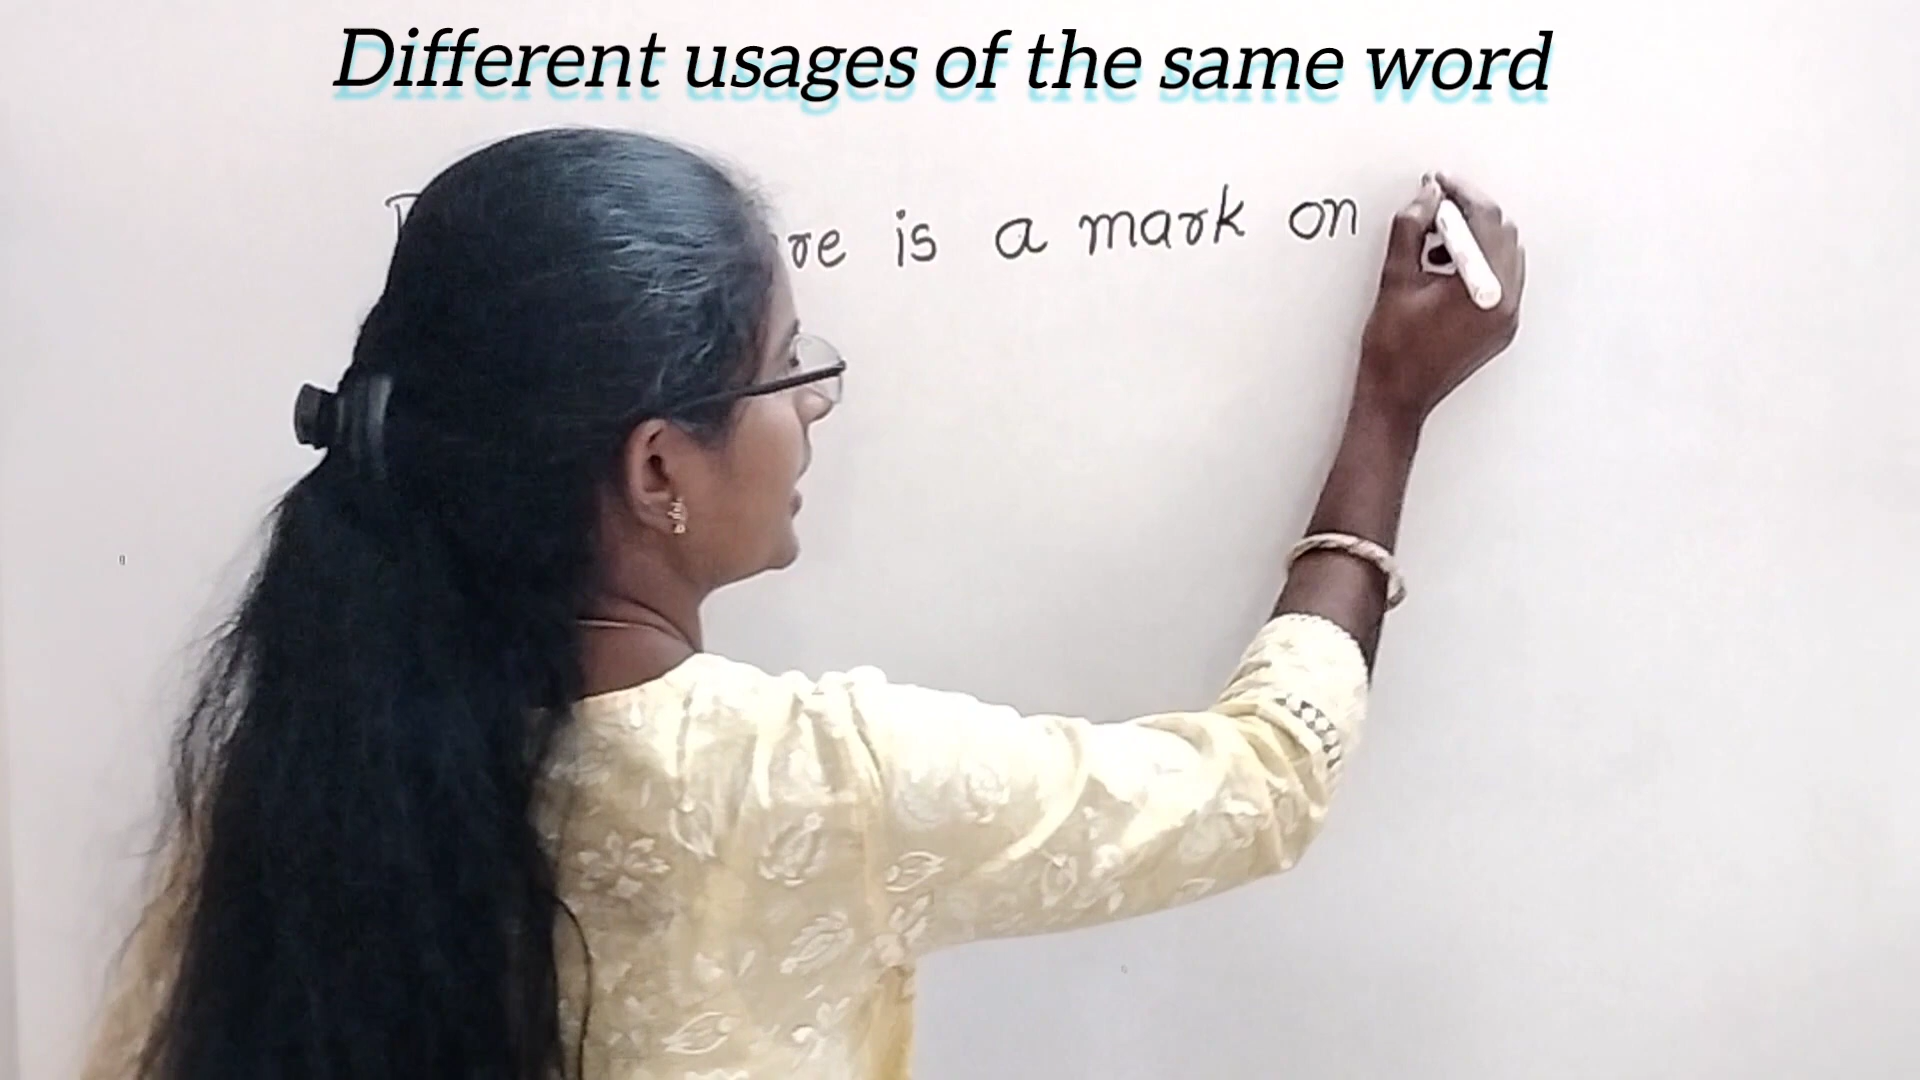 Different usages of the same word
is a mark on